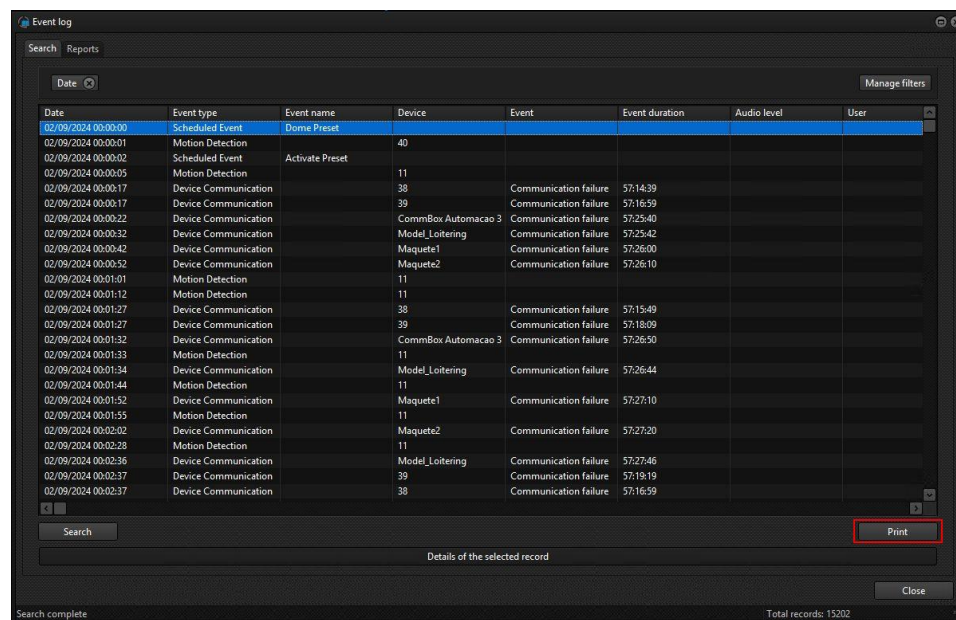 Event log
Search Reports
Date Manage filters
Date Event type Event name Device Event Event duration Audio level User
02/09/2024 00:00:00 Scheduled Event Dome Preset
02/09/2024 00:00:01 Motion Detection 40
02/09/2024 00:00:02 Scheduled Event Activate Preset
02/09/2024 00:00:05 Motion Detection 11
02/09/2024 00:00:17 Device Communication 38 Communication failure 57:14:39
02/09/2024 00:00:17 Device Communication 39 Communication failure 57:16:59
02/09/2024 00:00:22 Device Communication CommBox Automacao 3 Communication failure 57:25:40
02/09/2024 00:00:32 Device Communication Model_Loitering Communication failure 57:25:42
02/09/2024 00:00:42 Device Communication Maquete1 Communication failure 57:26:00
02/09/2024 00:00:52 Device Communication Maquete2 Communication failure 57:26:10
02/09/2024 00:01:01 Motion Detection 11
02/09/2024 00:01:12 Motion Detection 11
02/09/2024 00:01:27 Device Communication 38 Communication failure 57:15:49
02/09/2024 00:01:27 Device Communication 39 Communication failure 57:18:09
02/09/2024 00:01:32 Device Communication CommBox Automacao 3 Communication failure 57:26:50
02/09/2024 00:01:33 Motion Detection 11
02/09/2024 00:01:34 Device Communication Model_Loitering Communication failure 57:26:44
02/09/2024 00:01:44 Motion Detection 11
02/09/2024 00:01:52 Device Communication Maquete1 Communication failure 57:27:10
02/09/2024 00:01:55 Motion Detection 11
02/09/2024 00:02:02 Device Communication Maquete2 Communication failure 57:27:20
02/09/2024 00:02:28 Motion Detection 11
02/09/2024 00:02:36 Device Communication Model_Loitering Communication failure 57:27:46
02/09/2024 00:02:37 Device Communication 39 Communication failure 57:19:19
02/09/2024 00:02:37 Device Communication 38 Communication failure 57:16:59
Search Print
Details of the selected record
Close
Search complete Total records: 15202